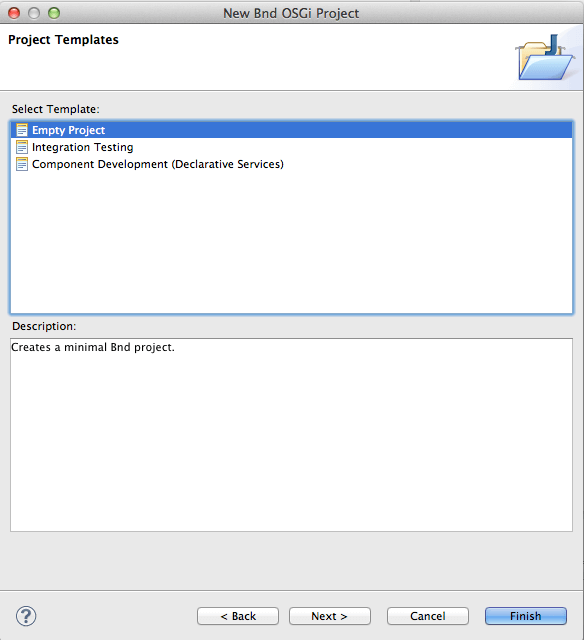 New Bnd OSGi Project
Project Templates
Select Template:
Empty Project
Integration Testing
Component Development (Declarative Services)
Description:
Creates a minimal Bnd project.
?
< Back
Next >
Cancel
Finish